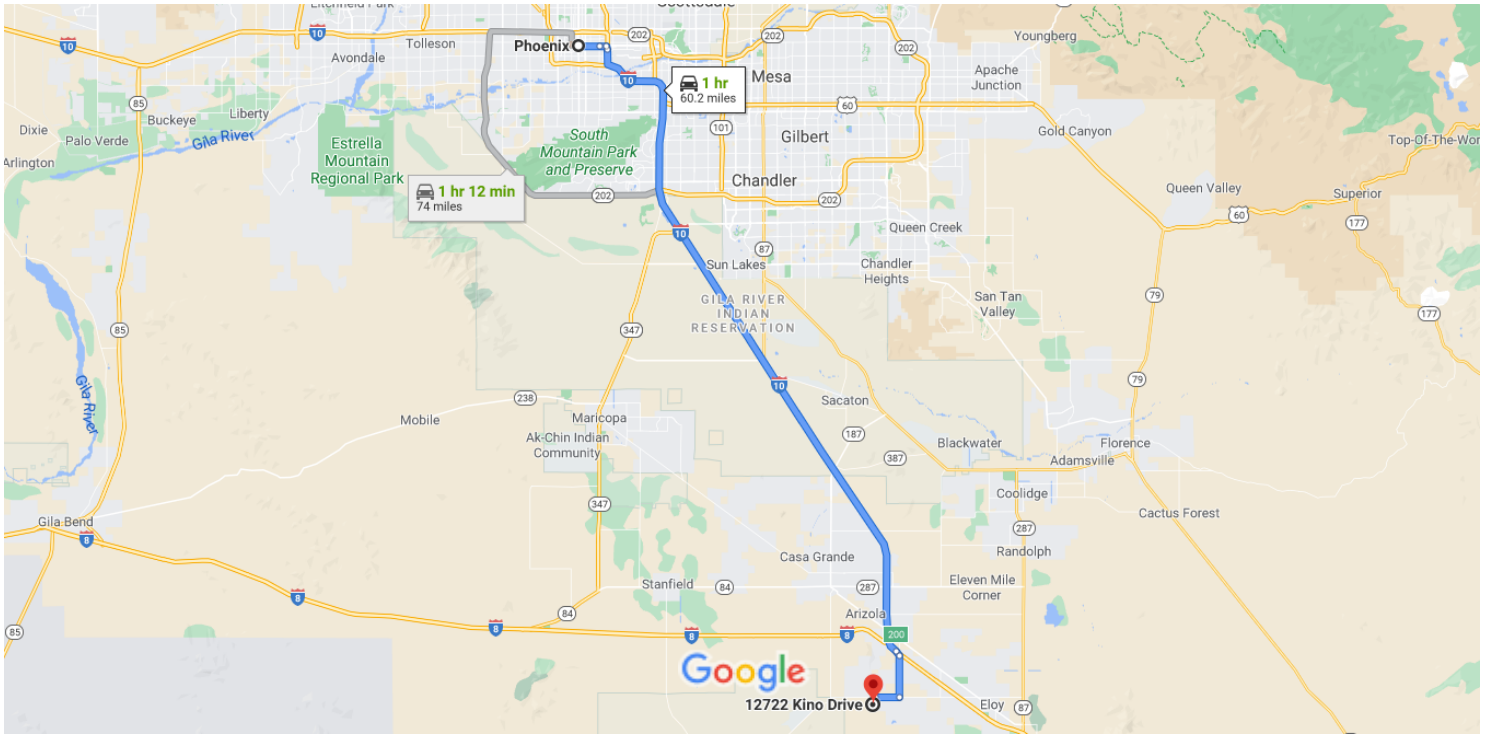 Litchfield Park
Scottsdale
10
10
202
202
Youngberg
Tolleson
Phoenix
Avondale
202
1 hr
60.2 miles
10
Mesa
Apache
Junction
85
Buckeye
Liberty
60
Dixie
Palo Verde
Gila River
101
Gilbert
Gold Canyon
Arlington
Estrella
Mountain
Regional Park
South
Mountain Park
and Preserve
Top-Of-The-Wor
1 hr 12 min
74 miles
202
Chandler
202
Queen Valley
Superior
60
177
10
87
Queen Creek
Sun Lakes
Chandler
Heights
79
GILA RIVER
INDIAN
RESERVATION
San Tan
Valley
177
85
347
Gila River
10
79
238
Mobile
Maricopa
Sacaton
Ak-Chin Indian
Community
187
387
Blackwater
Florence
Adamsville
347
Coolidge
Cactus Forest
Gila Bend
8
287
Randolph
Casa Grande
Stanfield
84
287
Eleven Mile
Corner
8
84
Arizola
85
8
8
8
200
Google
12722 Kino Drive
Eloy
87